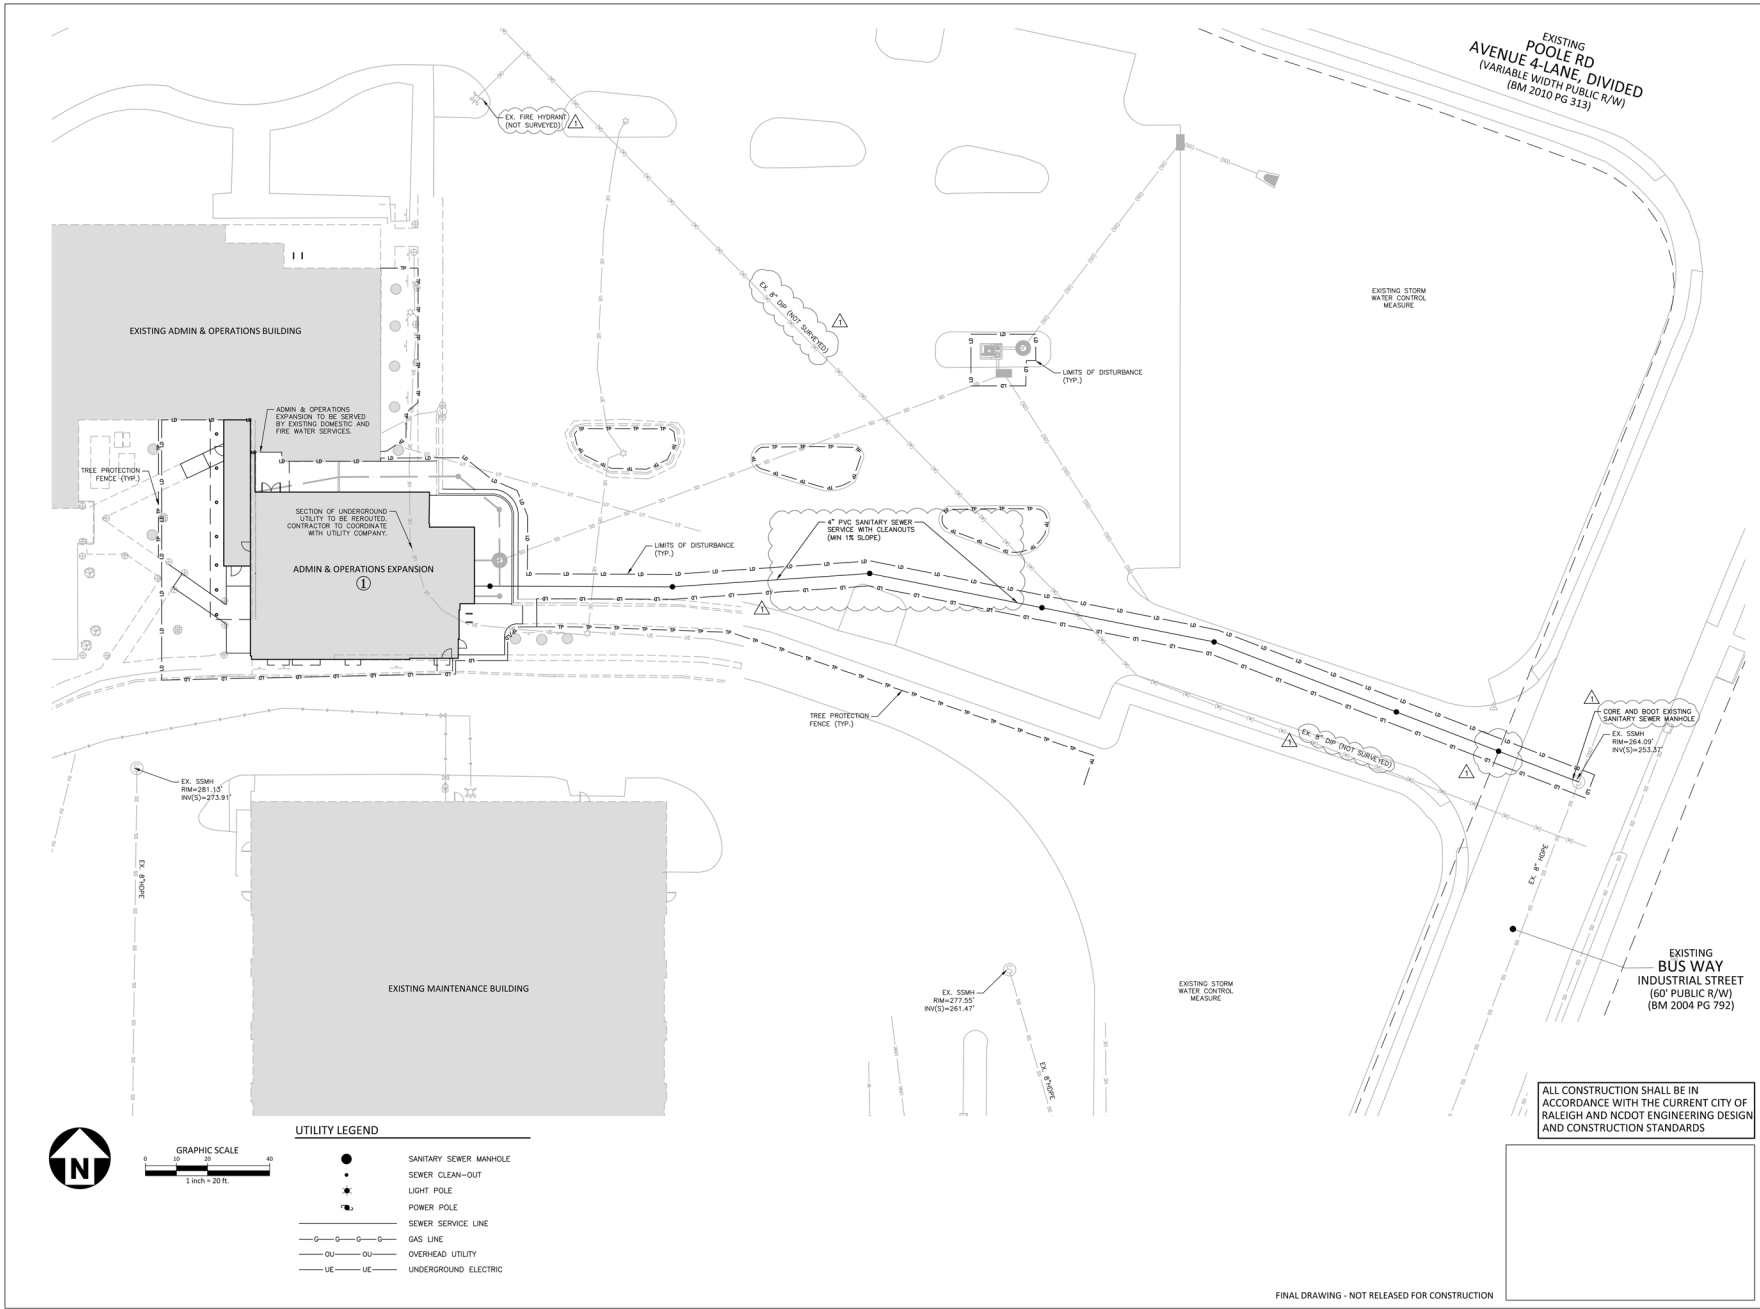 EXISTING
POOLE RD
AVENUE 4-LANE, DIVIDED
(VARIABLE WIDTH PUBLIC R/W)
(BM 2010 PG 313)
EX. FIRE HYDRANT
(NOT SURVEYED)
1
EX. 8" DIP (NOT SURVEYED)
1
EXISTING STORM
WATER CONTROL
MEASURE
EXISTING ADMIN & OPERATIONS BUILDING
LIMITS OF DISTURBANCE
(TYP.)
ADMIN & OPERATIONS
EXPANSION TO BE SERVED
BY EXISTING DOMESTIC AND
FIRE WATER SERVICES.
TREE PROTECTION
FENCE (TYP.)
SECTION OF UNDERGROUND
UTILITY TO BE REROUTED.
CONTRACTOR TO COORDINATE
WITH UTILITY COMPANY.
4" PVC SANITARY SEWER
SERVICE WITH CLEANOUTS
(MIN 1% SLOPE)
LIMITS OF DISTURBANCE
(TYP.)
ADMIN & OPERATIONS EXPANSION
1
1
TREE PROTECTION
FENCE (TYP.)
1
CORE AND BOOT EXISTING
SANITARY SEWER MANHOLE
EX. SSMH
RIM=264.09'
INV(S)=253.37'
1
EX. 8" DIP (NOT SURVEYED)
1
EX. SSMH
RIM=281.13'
INV(S)=273.91'
EX. 8"HDPE
EX. 8" HDPE
EXISTING MAINTENANCE BUILDING
EX. SSMH
RIM=277.55'
INV(S)=261.47'
EX. 8"HDPE
EXISTING STORM
WATER CONTROL
MEASURE
EXISTING
BUS WAY
INDUSTRIAL STREET
(60' PUBLIC R/W)
(BM 2004 PG 792)
ALL CONSTRUCTION SHALL BE IN
ACCORDANCE WITH THE CURRENT CITY OF
RALEIGH AND NCDOT ENGINEERING DESIGN
AND CONSTRUCTION STANDARDS
N
GRAPHIC SCALE
0 10 20 40
1 inch = 20 ft.
UTILITY LEGEND
SANITARY SEWER MANHOLE
SEWER CLEAN-OUT
LIGHT POLE
POWER POLE
SEWER SERVICE LINE
G G G G GAS LINE
OU OU OVERHEAD UTILITY
UE UE UNDERGROUND ELECTRIC
FINAL DRAWING - NOT RELEASED FOR CONSTRUCTION